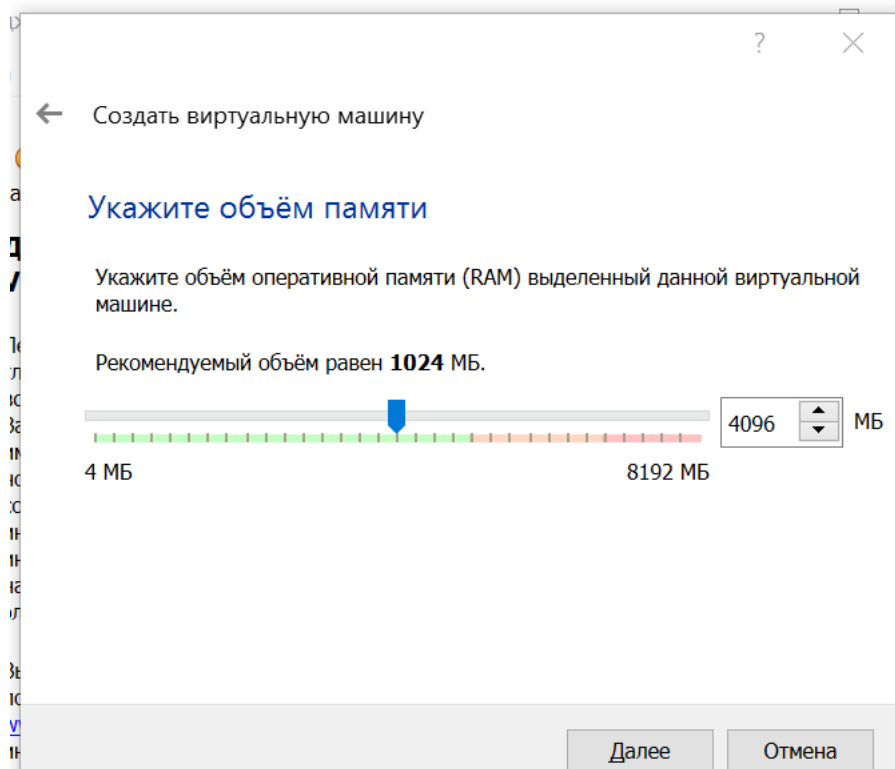 ?
Создать виртуальную машину
Укажите объём памяти
Укажите объём оперативной памяти (RAM) выделенный данной виртуальной
машине.
Рекомендуемый объём равен 1024 МБ.
4096 МБ
4 МБ 8192 МБ
Далее Отмена